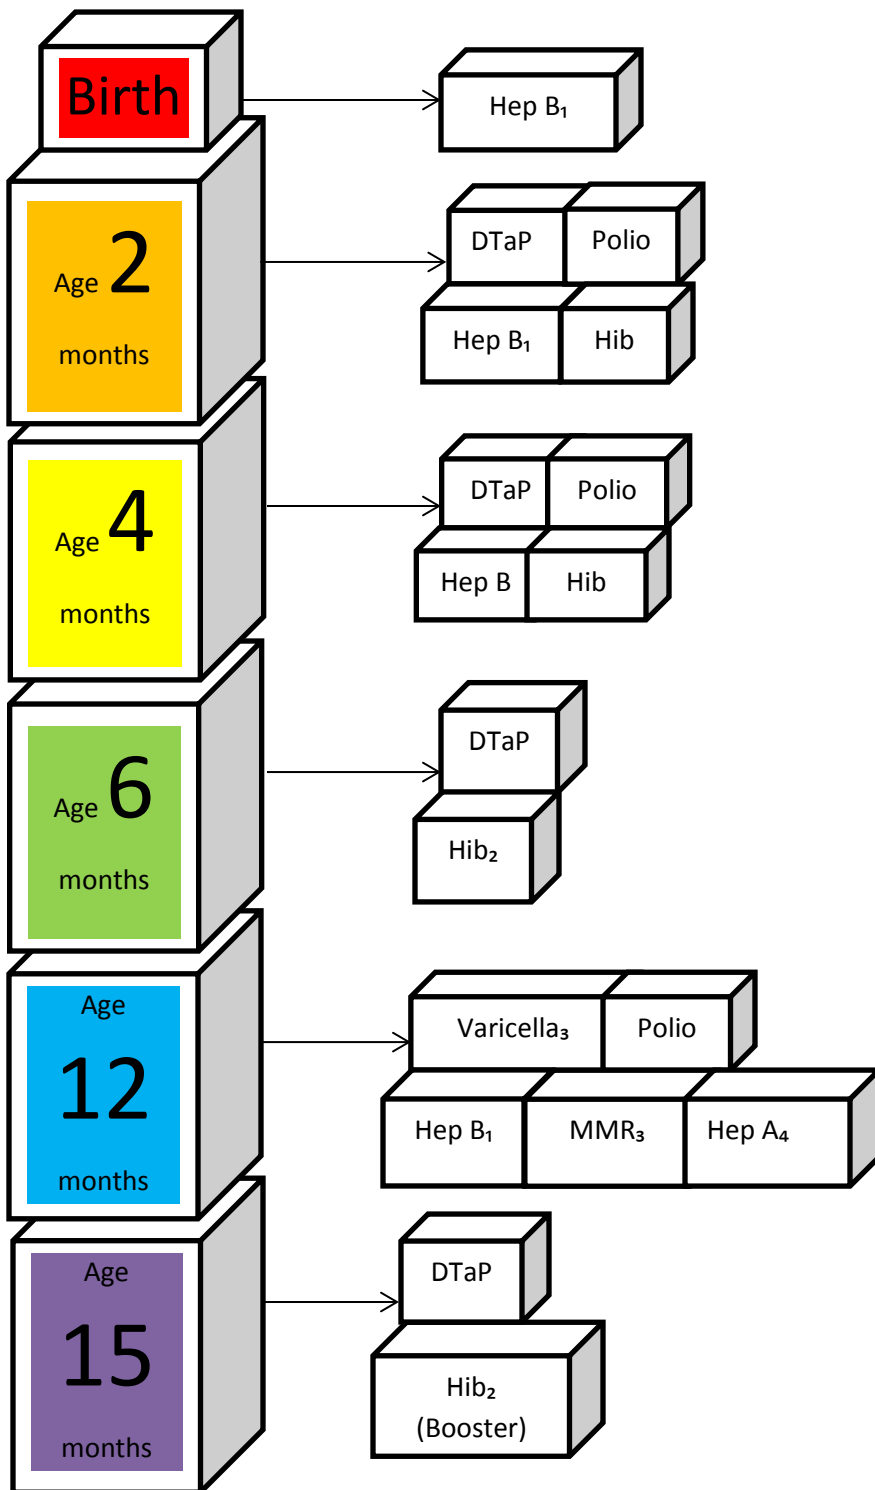 Birth
Hep B₁
Age 2
months
DTaP
Polio
Hep B₁
Hib
Age 4
months
DTaP
Polio
Hep B
Hib
Age 6
months
DTaP
Hib₂
Age
12
months
Varicella₃
Polio
Hep B₁
MMR₃
Hep A₄
Age
15
months
DTaP
Hib₂
(Booster)